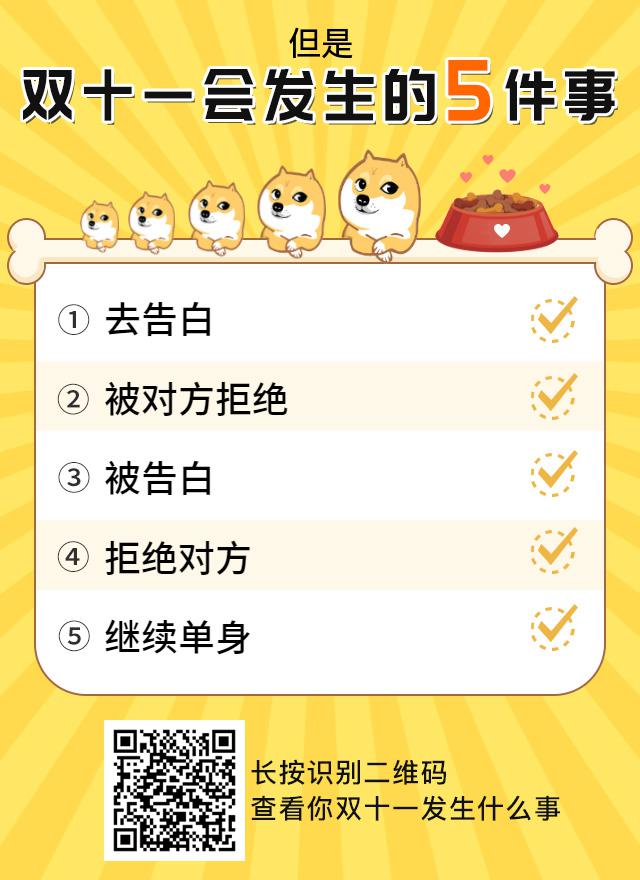 但是
双十一会发生的5件事
① 去告白
② 被对方拒绝
③ 被告白
④ 拒绝对方
⑤ 继续单身
长按识别二维码
查看你双十一发生什么事